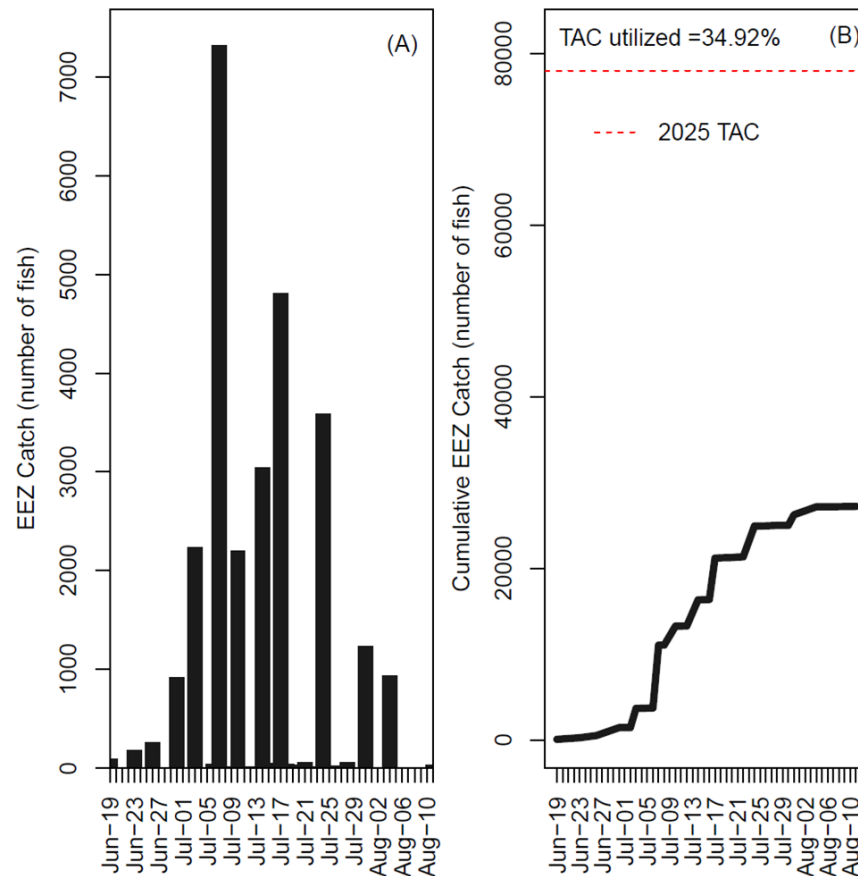 (A)
EEZ Catch (number of fish)
7000
6000
5000
4000
3000
2000
1000
0
Jun−19
Jun−23
Jun−27
Jul−01
Jul−05
Jul−09
Jul−13
Jul−17
Jul−21
Jul−25
Jul−29
Aug−02
Aug−06
Aug−10
TAC utilized =34.92%
(B)
2025 TAC
Cumulative EEZ Catch (number of fish)
80000
60000
40000
20000
0
Jun−19
Jun−23
Jun−27
Jul−01
Jul−05
Jul−09
Jul−13
Jul−17
Jul−21
Jul−25
Jul−29
Aug−02
Aug−06
Aug−10